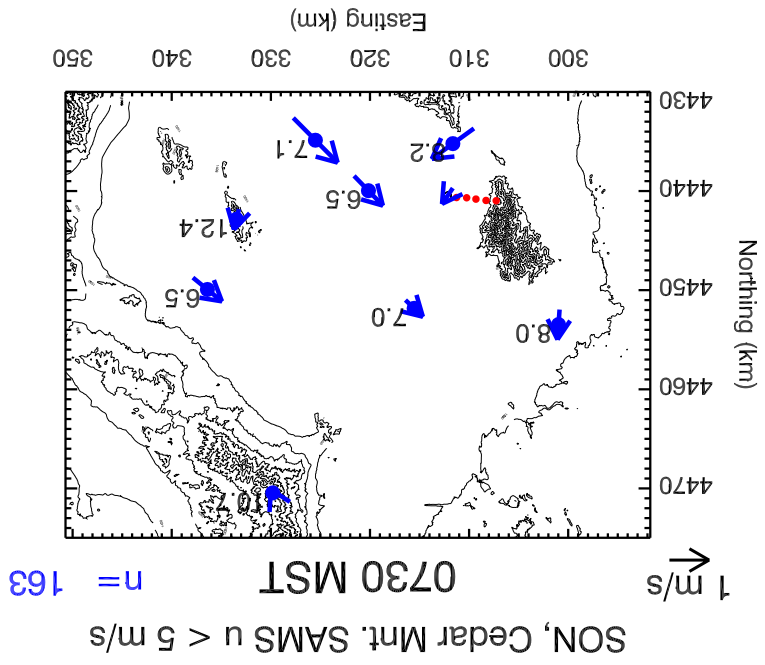 SON, Cedar Mnt. SAMS u < 5 m/s
1 m/s
0730 MST
n= 163
4470
10.7
4460
8.0
7.0
4450
6.5
12.4
4440
6.5
8.2
7.1
4430
Northing (km)
300 310 320 330 340 350
Easting (km)